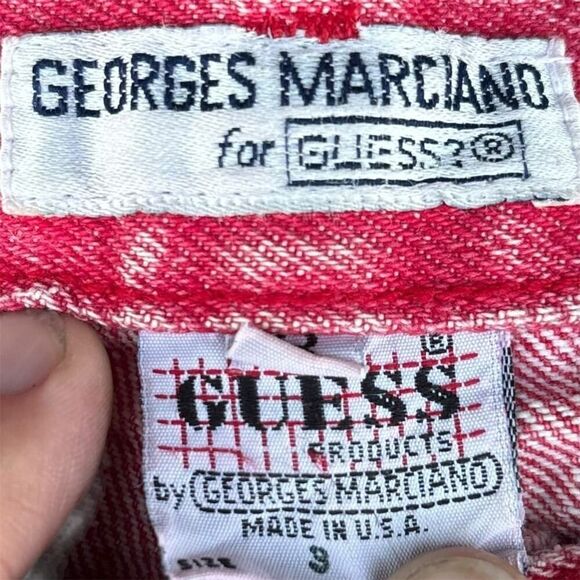 GEORGES MARCIANO
for GUESS?®
®
GUESS
PRODUCTS
by GEORGES MARCIANO
MADE IN U.S.A.
SIZE 9